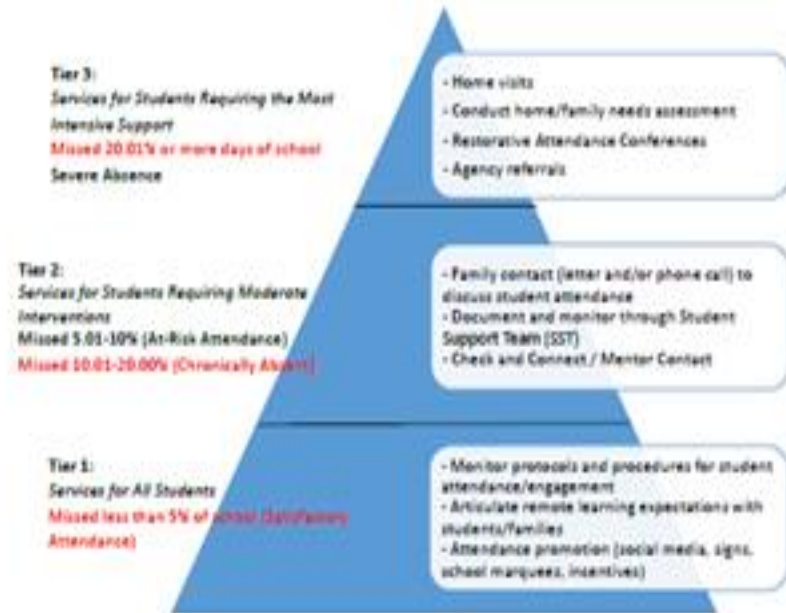 Tier 3:
Services for Students Requiring the Most
Intensive Support
Missed 20.01% or more days of school
Severe Absence
- Home visits
- Conduct home/family needs assessment
- Restorative Attendance Conferences
- Agency referrals
Tier 2:
Services for Students Requiring Moderate
Interventions
Missed 5.01-10% (At-Risk Attendance)
Missed 10.01-20.00% (Chronically Absent)
- Family contact (letter and/or phone call) to
discuss student attendance
- Document and monitor through Student
Support Team (SST)
- Check and Connect / Mentor Contact
Tier 1:
Services for All Students
Missed less than 5% of school (Satisfactory
Attendance)
- Monitor protocols and procedures for student
attendance/engagement
- Articulate remote learning expectations with
students/families
- Attendance promotion (social media, signs,
school marquees, incentives)